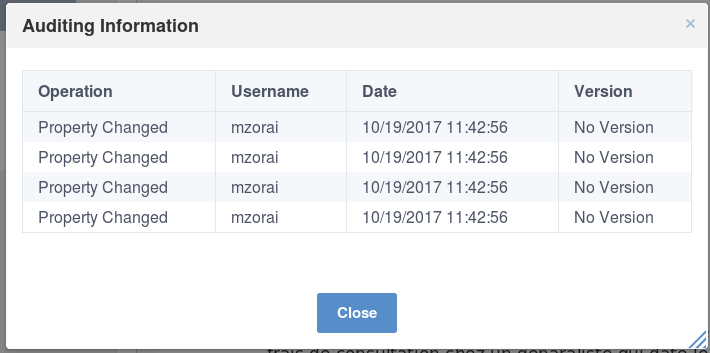 Auditing Information
×
Operation Username Date Version
Property Changed mzorai 10/19/2017 11:42:56 No Version
Property Changed mzorai 10/19/2017 11:42:56 No Version
Property Changed mzorai 10/19/2017 11:42:56 No Version
Property Changed mzorai 10/19/2017 11:42:56 No Version
Close
frais de consultation chez un généraliste qui date